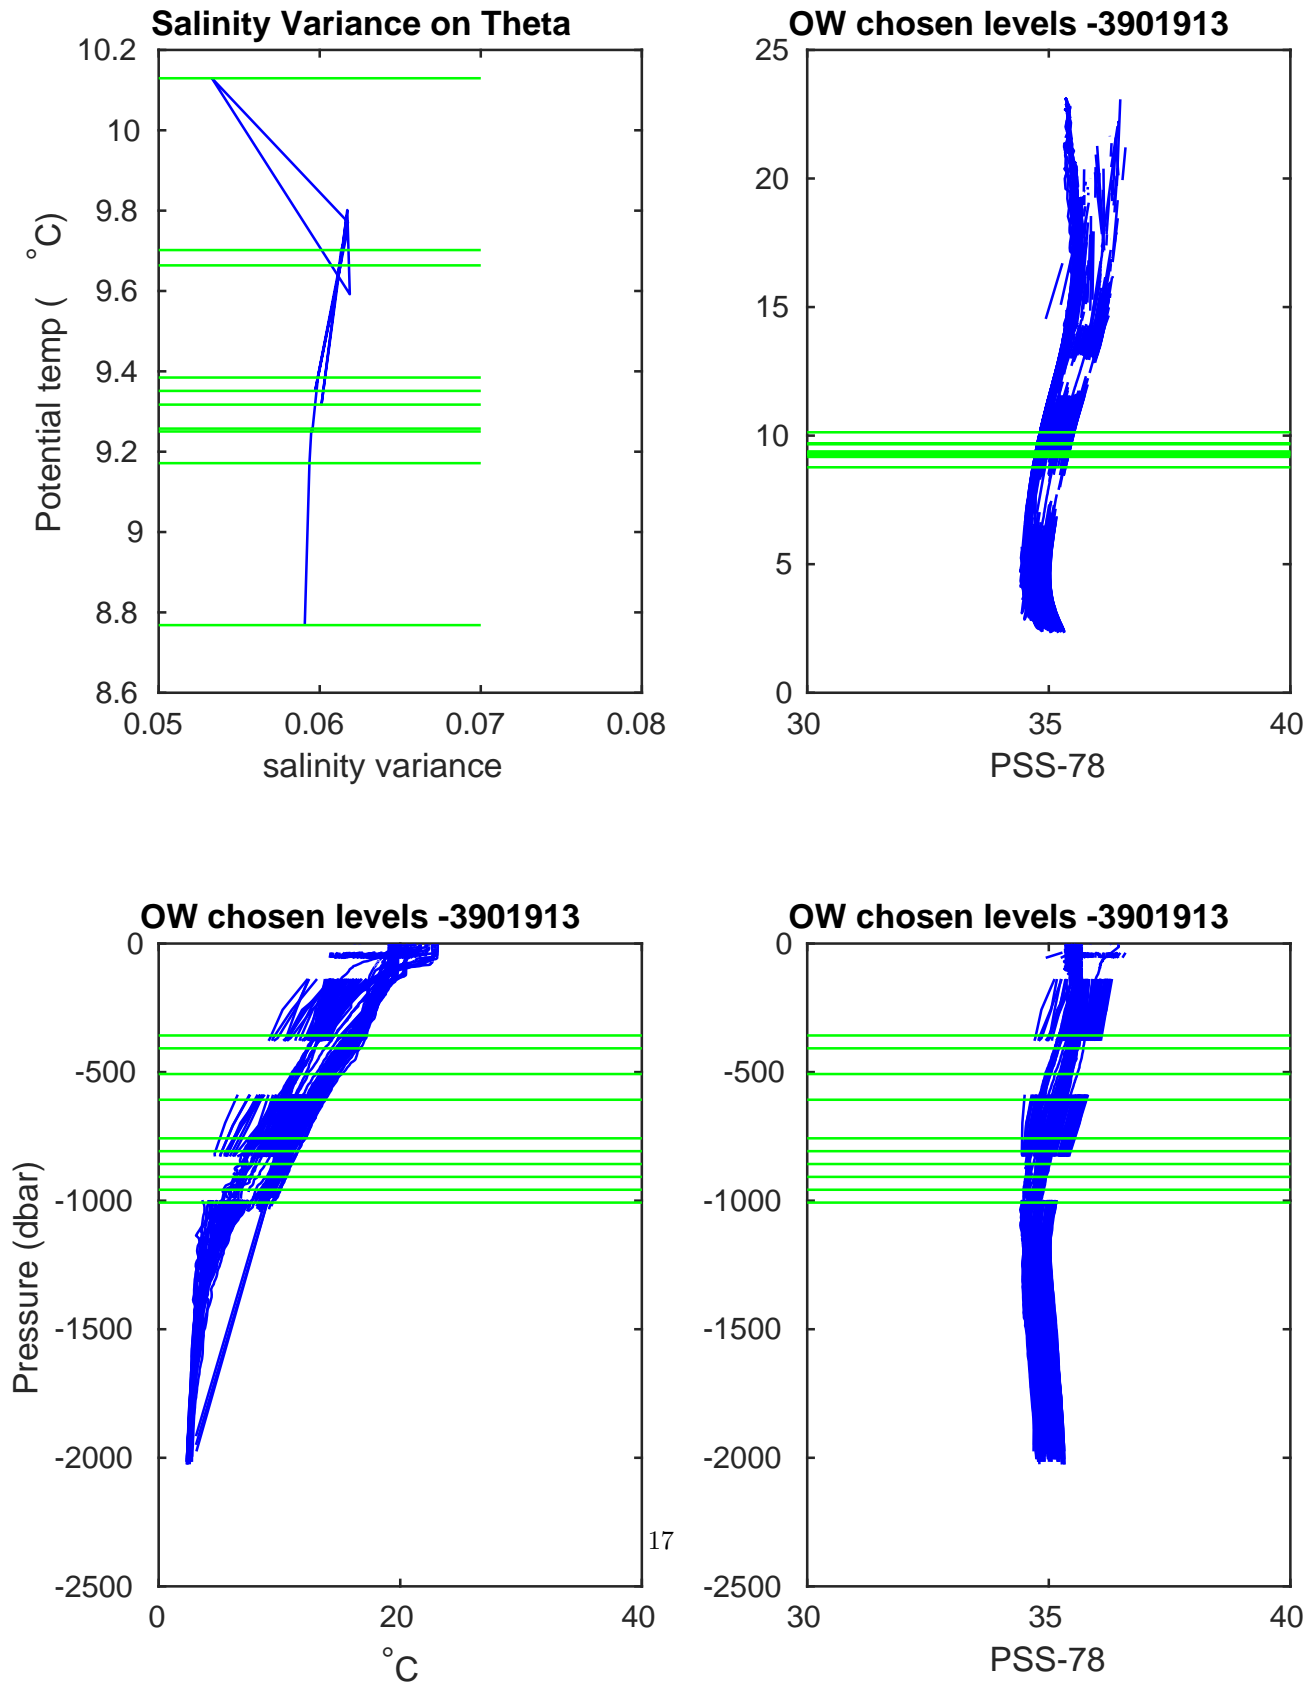 Salinity Variance on Theta
10.2
10
9.8
9.6
9.4
9.2
9
8.8
8.6
Potential temp ( °C)
0.05 0.06 0.07 0.08
salinity variance
OW chosen levels -3901913
25
20
15
10
5
0
30 35 40
PSS-78
OW chosen levels -3901913
0
-500
-1000
-1500
-2000
-2500
Pressure (dbar)
0 20 40
°C
OW chosen levels -3901913
0
-500
-1000
-1500
-2000
-2500
30 35 40
PSS-78
17